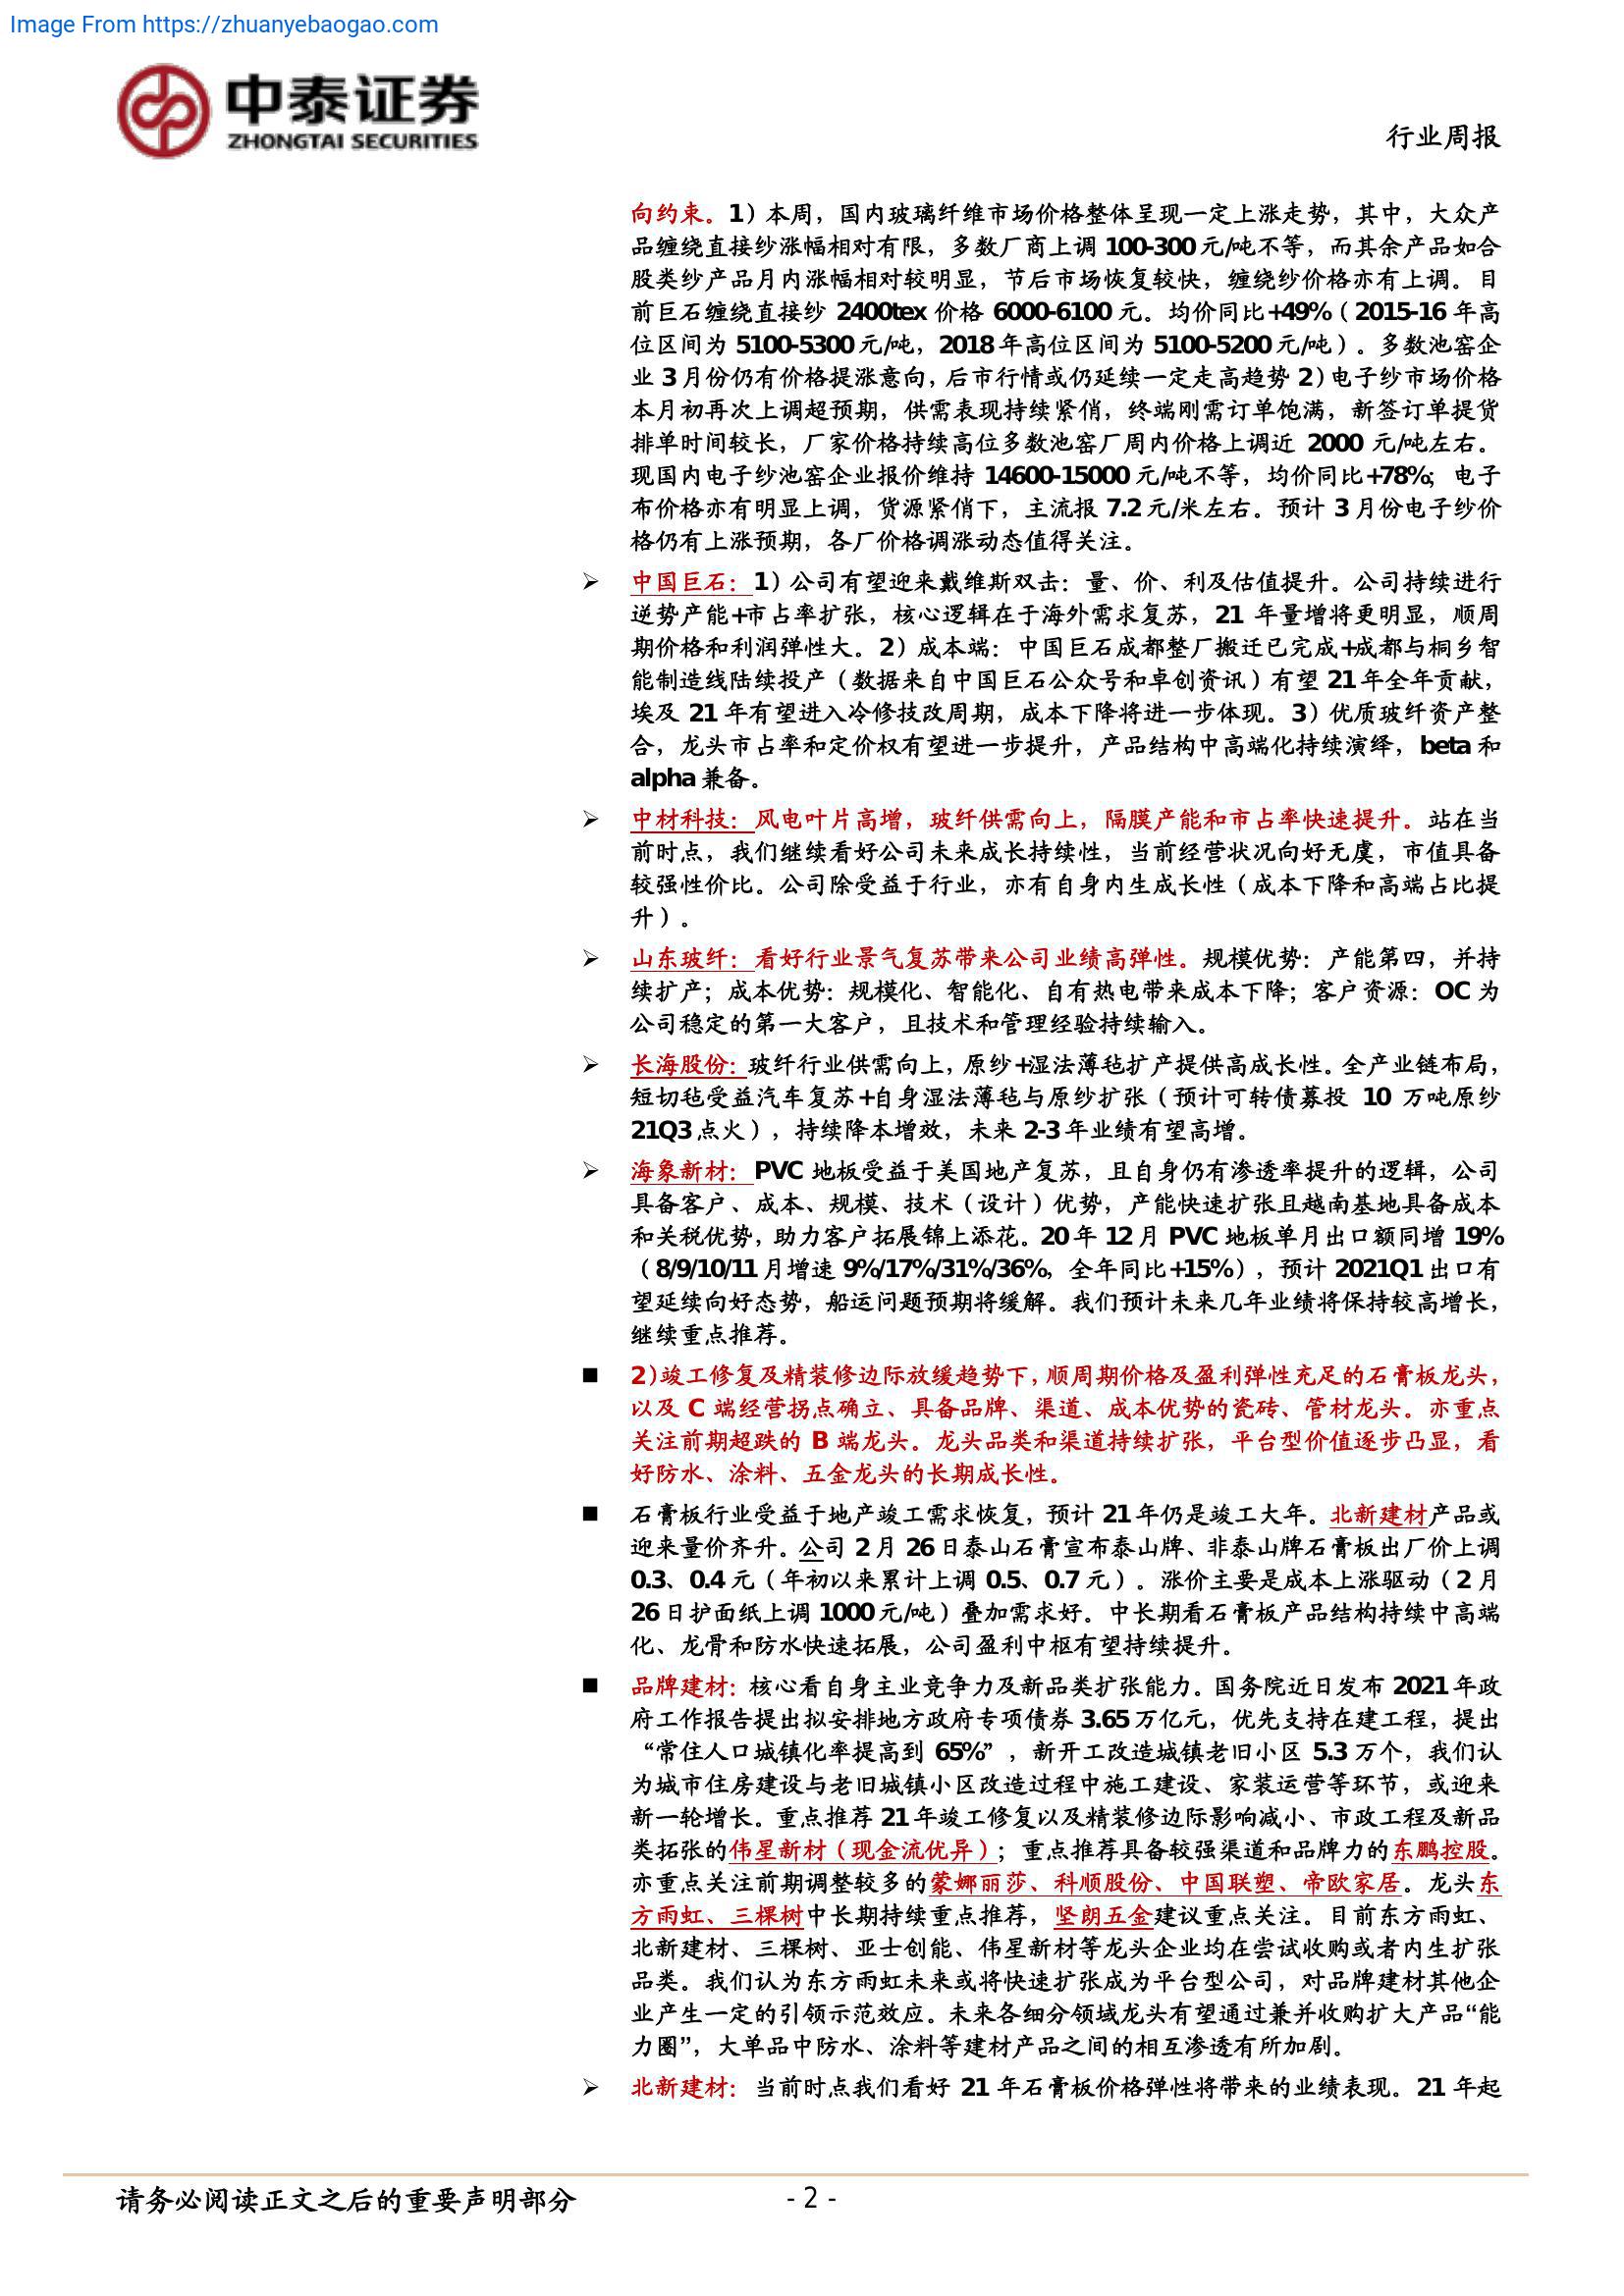 Image From https://zhuanyebaogao.com
中泰证券
ZHONGTAI SECURITIES
行业周报
向约束。1）本周，国内玻璃纤维市场价格整体呈现一定上涨走势，其中，大众产
品缠绕直接纱涨幅相对有限，多数厂商上调 100-300 元/吨不等，而其余产品如合
股类纱产品月内涨幅相对较明显，节后市场恢复较快，缠绕纱价格亦有上调。目
前巨石缠绕直接纱 2400tex 价格 6000-6100 元。均价同比+49%（2015-16 年高
位区间为 5100-5300 元/吨，2018 年高位区间为 5100-5200 元/吨）。多数池窑企
业 3 月份仍有价格提涨意向，后市行情或仍延续一定走高趋势 2）电子纱市场价格
本月初再次上调超预期，供需表现持续紧俏，终端刚需订单饱满，新签订单提货
排单时间较长，厂家价格持续高位多数池窑厂周内价格上调近 2000 元/吨左右。
现国内电子纱池窑企业报价维持 14600-15000 元/吨不等，均价同比+78%；电子
布价格亦有明显上调，货源紧俏下，主流报 7.2 元/米左右。预计 3 月份电子纱价
格仍有上涨预期，各厂价格调涨动态值得关注。
➢ 中国巨石：1）公司有望迎来戴维斯双击：量、价、利及估值提升。公司持续进行
逆势产能+市占率扩张，核心逻辑在于海外需求复苏，21 年量增将更明显，顺周
期价格和利润弹性大。2）成本端：中国巨石成都整厂搬迁已完成+成都与桐乡智
能制造线陆续投产（数据来自中国巨石公众号和卓创资讯）有望 21 年全年贡献，
埃及 21 年有望进入冷修技改周期，成本下降将进一步体现。3）优质玻纤资产整
合，龙头市占率和定价权有望进一步提升，产品结构中高端化持续演绎，beta 和
alpha 兼备。
➢ 中材科技：风电叶片高增，玻纤供需向上，隔膜产能和市占率快速提升。站在当
前时点，我们继续看好公司未来成长持续性，当前经营状况向好无虞，市值具备
较强性价比。公司除受益于行业，亦有自身内生成长性（成本下降和高端占比提
升）。
➢ 山东玻纤：看好行业景气复苏带来公司业绩高弹性。规模优势：产能第四，并持
续扩产；成本优势：规模化、智能化、自有热电带来成本下降；客户资源：OC 为
公司稳定的第一大客户，且技术和管理经验持续输入。
➢ 长海股份：玻纤行业供需向上，原纱+湿法薄毡扩产提供高成长性。全产业链布局，
短切毡受益汽车复苏+自身湿法薄毡与原纱扩张（预计可转债募投 10 万吨原纱
21Q3 点火），持续降本增效，未来 2-3 年业绩有望高增。
➢ 海象新材：PVC 地板受益于美国地产复苏，且自身仍有渗透率提升的逻辑，公司
具备客户、成本、规模、技术（设计）优势，产能快速扩张且越南基地具备成本
和关税优势，助力客户拓展锦上添花。20 年 12 月 PVC 地板单月出口额同增 19%
（8/9/10/11 月增速 9%/17%/31%/36%，全年同比+15%），预计 2021Q1 出口有
望延续向好态势，船运问题预期将缓解。我们预计未来几年业绩将保持较高增长，
继续重点推荐。
■ 2）竣工修复及精装修边际放缓趋势下，顺周期价格及盈利弹性充足的石膏板龙头，
以及 C 端经营拐点确立、具备品牌、渠道、成本优势的瓷砖、管材龙头。亦重点
关注前期超跌的 B 端龙头。龙头品类和渠道持续扩张，平台型价值逐步凸显，看
好防水、涂料、五金龙头的长期成长性。
■ 石膏板行业受益于地产竣工需求恢复，预计 21 年仍是竣工大年。北新建材产品或
迎来量价齐升。公司 2 月 26 日泰山石膏宣布泰山牌、非泰山牌石膏板出厂价上调
0.3、0.4 元（年初以来累计上调 0.5、0.7 元）。涨价主要是成本上涨驱动（2 月
26 日护面纸上调 1000 元/吨）叠加需求好。中长期看石膏板产品结构持续中高端
化、龙骨和防水快速拓展，公司盈利中枢有望持续提升。
■ 品牌建材：核心看自身主业竞争力及新品类扩张能力。国务院近日发布 2021 年政
府工作报告提出拟安排地方政府专项债券 3.65 万亿元，优先支持在建工程，提出
“常住人口城镇化率提高到 65%”，新开工改造城镇老旧小区 5.3 万个，我们认
为城市住房建设与老旧城镇小区改造过程中施工建设、家装运营等环节，或迎来
新一轮增长。重点推荐 21 年竣工修复以及精装修边际影响减小、市政工程及新品
类拓张的伟星新材（现金流优异）；重点推荐具备较强渠道和品牌力的东鹏控股。
亦重点关注前期调整较多的蒙娜丽莎、科顺股份、中国联塑、帝欧家居。龙头东
方雨虹、三棵树中长期持续重点推荐，坚朗五金建议重点关注。目前东方雨虹、
北新建材、三棵树、亚士创能、伟星新材等龙头企业均在尝试收购或者内生扩张
品类。我们认为东方雨虹未来或将快速扩张成为平台型公司，对品牌建材其他企
业产生一定的引领示范效应。未来各细分领域龙头有望通过兼并收购扩大产品“能
力圈”，大单品中防水、涂料等建材产品之间的相互渗透有所加剧。
➢ 北新建材：当前时点我们看好 21 年石膏板价格弹性将带来的业绩表现。21 年起
请务必阅读正文之后的重要声明部分
- 2 -